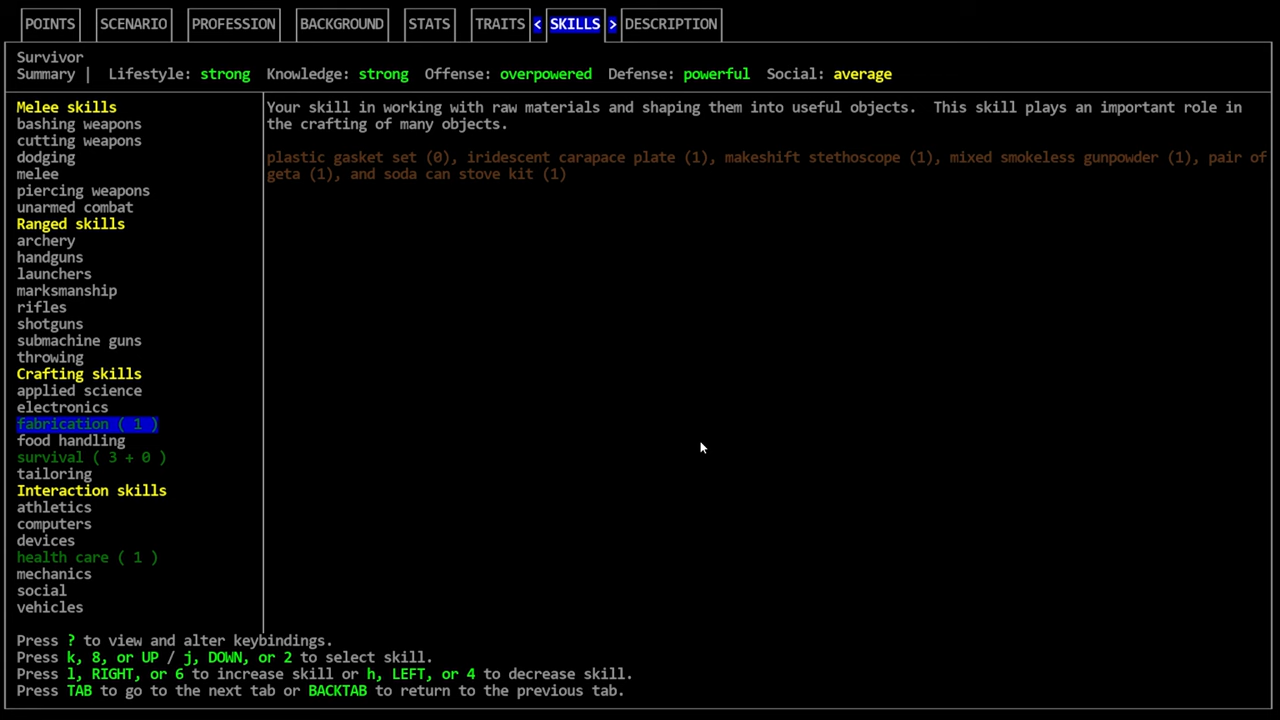 POINTS SCENARIO PROFESSION BACKGROUND STATS TRAITS < SKILLS > DESCRIPTION
Survivor
Summary | Lifestyle: strong Knowledge: strong Offense: overpowered Defense: powerful Social: average
Melee skills
bashing weapons
cutting weapons
dodging
melee
piercing weapons
unarmed combat
Ranged skills
archery
handguns
launchers
marksmanship
rifles
shotguns
submachine guns
throwing
Crafting skills
applied science
electronics
fabrication ( 1 )
food handling
survival ( 3 + 0 )
tailoring
Interaction skills
athletics
computers
devices
health care ( 1 )
mechanics
social
vehicles
Your skill in working with raw materials and shaping them into useful objects. This skill plays an important role in
the crafting of many objects.
plastic gasket set (0), iridescent carapace plate (1), makeshift stethoscope (1), mixed smokeless gunpowder (1), pair of
geta (1), and soda can stove kit (1)
Press ? to view and alter keybindings.
Press k, 8, or UP / j, DOWN, or 2 to select skill.
Press l, RIGHT, or 6 to increase skill or h, LEFT, or 4 to decrease skill.
Press TAB to go to the next tab or BACKTAB to return to the previous tab.